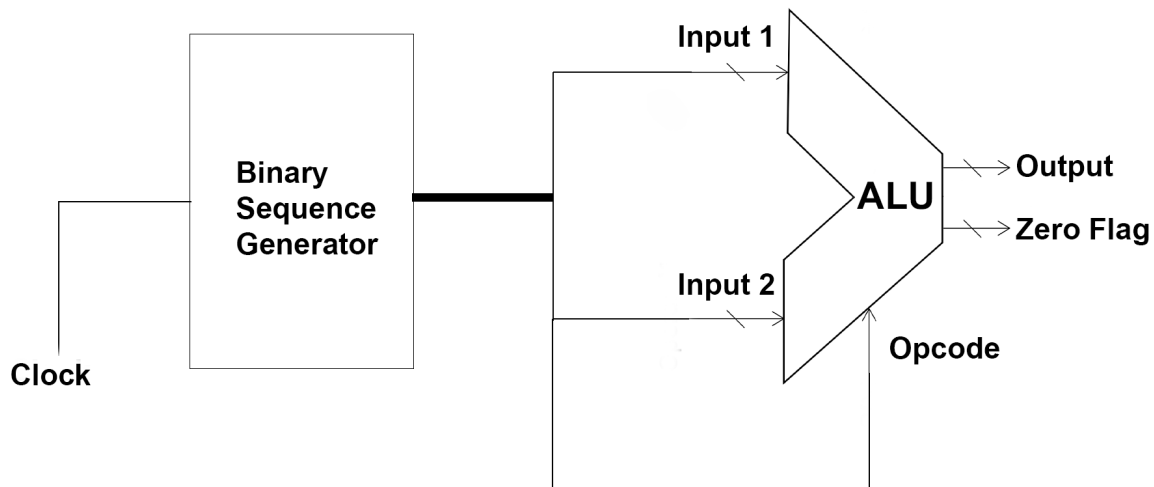 Input 1
Binary
Sequence
Generator
Output
ALU
Zero Flag
Input 2
Opcode
Clock